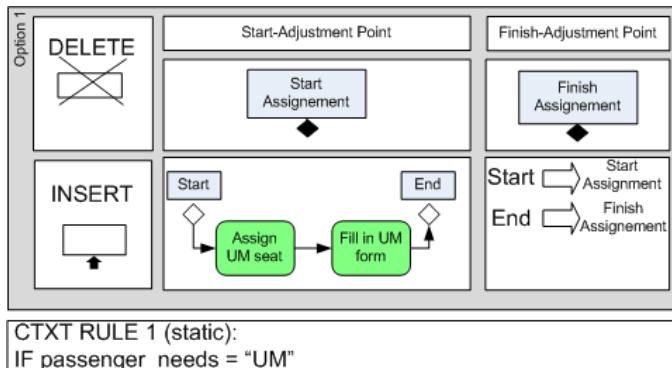 Option 1
DELETE
Start-Adjustment Point
Finish-Adjustment Point
Start
Assignement
Finish
Assignement
INSERT
Start
End
Assign
UM seat
Fill in UM
form
Start
Start
Assignment
End
Finish
Assignement
CTXT RULE 1 (static):
IF passenger_needs = “UM”